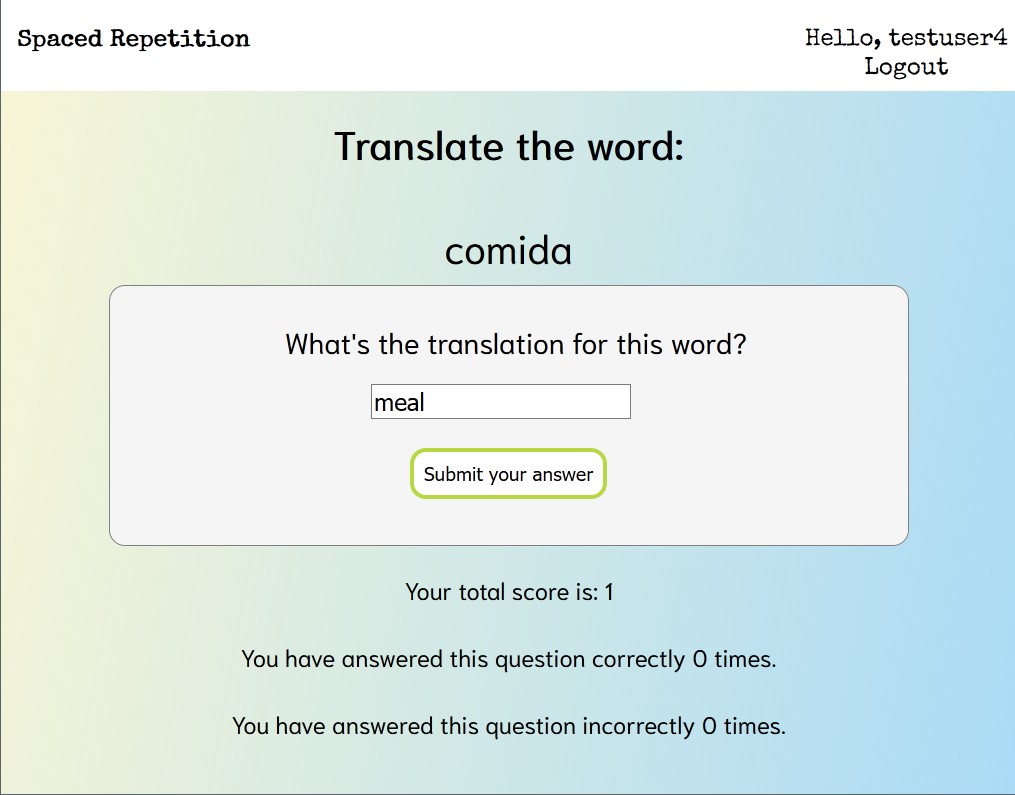 Spaced Repetition
Hello, testuser4
Logout
Translate the word:
comida
What's the translation for this word?
meal
Submit your answer
Your total score is: 1
You have answered this question correctly 0 times.
You have answered this question incorrectly 0 times.